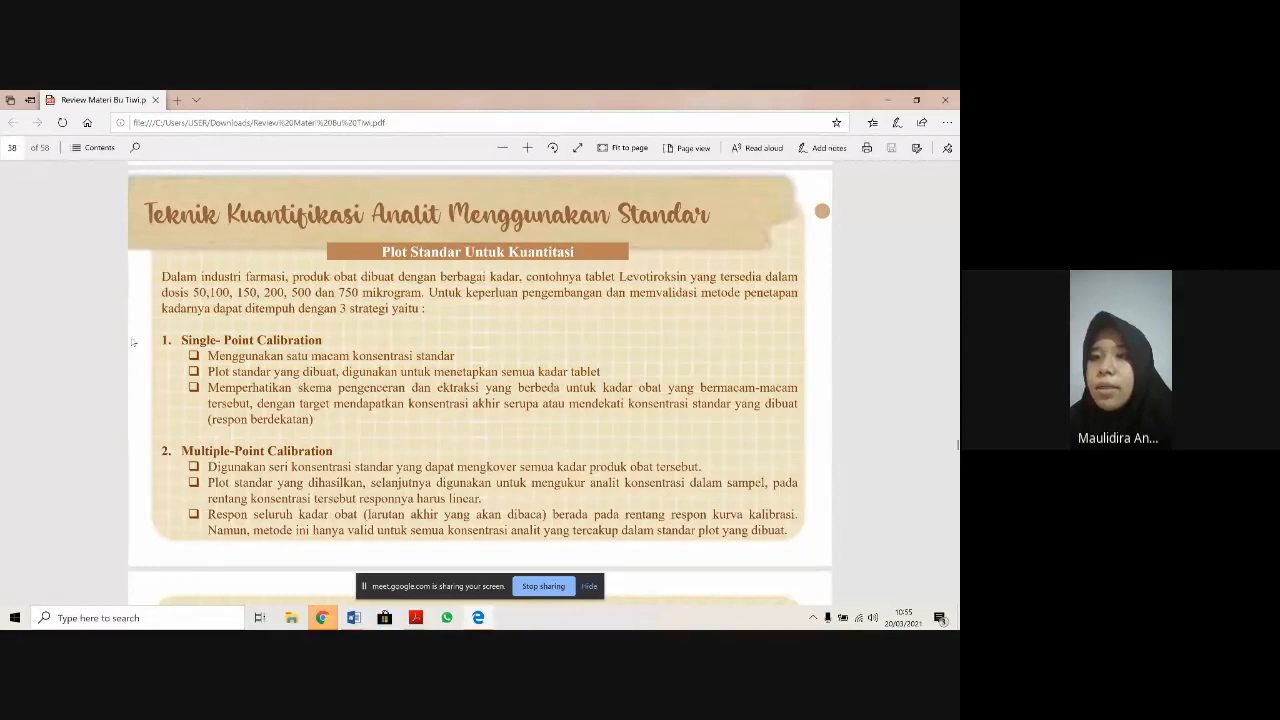 Review Materi Bu Tiwi.p
file:///C:/Users/USER/Downloads/Review%20Materi%20Bu%20Tiwi.pdf
38 of 58 Contents Fit to page Page view Read aloud Add notes
Teknik Kuantifikasi Analit Menggunakan Standar
Plot Standar Untuk Kuantitasi
Dalam industri farmasi, produk obat dibuat dengan berbagai kadar, contohnya tablet Levotiroksin yang tersedia dalam
dosis 50,100, 150, 200, 500 dan 750 mikrogram. Untuk keperluan pengembangan dan memvalidasi metode penetapan
kadarnya dapat ditempuh dengan 3 strategi yaitu :
1. Single- Point Calibration
Menggunakan satu macam konsentrasi standar
Plot standar yang dibuat, digunakan untuk menetapkan semua kadar tablet
Memperhatikan skema pengenceran dan ektraksi yang berbeda untuk kadar obat yang bermacam-macam
tersebut, dengan target mendapatkan konsentrasi akhir serupa atau mendekati konsentrasi standar yang dibuat
(respon berdekatan)
2. Multiple-Point Calibration
Digunakan seri konsentrasi standar yang dapat mengkover semua kadar produk obat tersebut.
Plot standar yang dihasilkan, selanjutnya digunakan untuk mengukur analit konsentrasi dalam sampel, pada
rentang konsentrasi tersebut responnya harus linear.
Respon seluruh kadar obat (larutan akhir yang akan dibaca) berada pada rentang respon kurva kalibrasi.
Namun, metode ini hanya valid untuk semua konsentrasi analit yang tercakup dalam standar plot yang dibuat.
Maulidira An...
meet.google.com is sharing your screen. Stop sharing Hide
Type here to search
10:55
20/03/2021